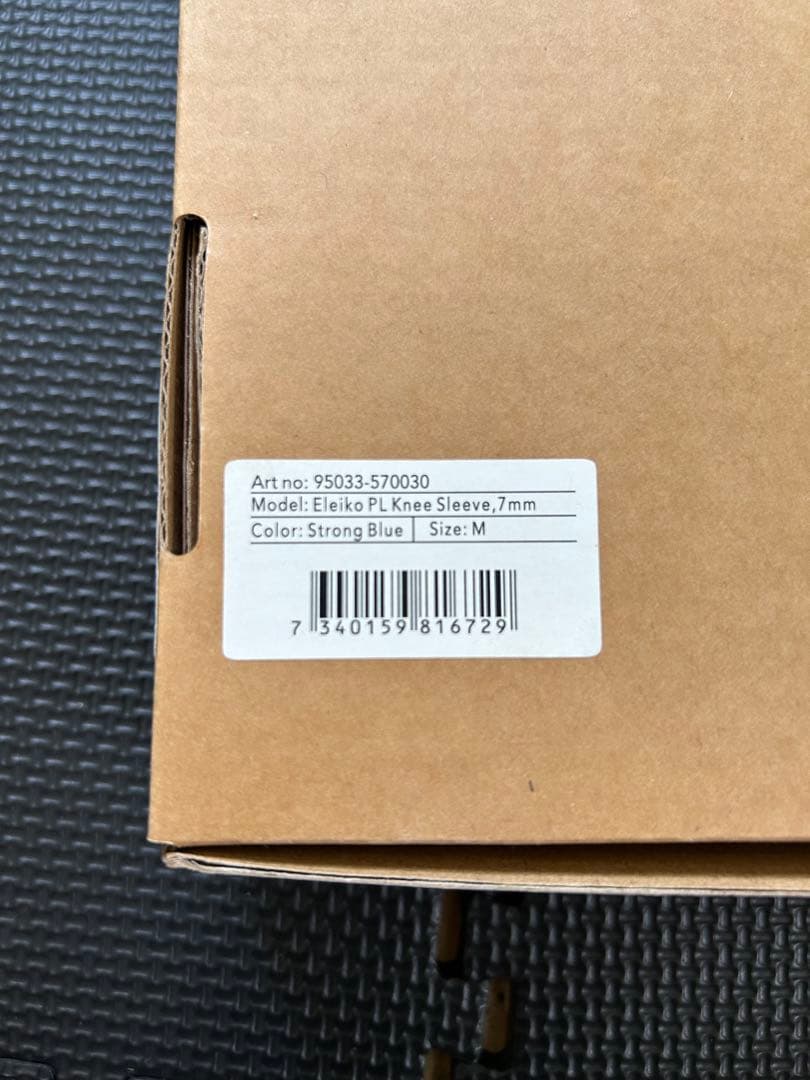 Art no: 95033-570030
Model: Eleiko PL Knee Sleeve,7mm
Color: Strong Blue Size: M
7 340159 816729